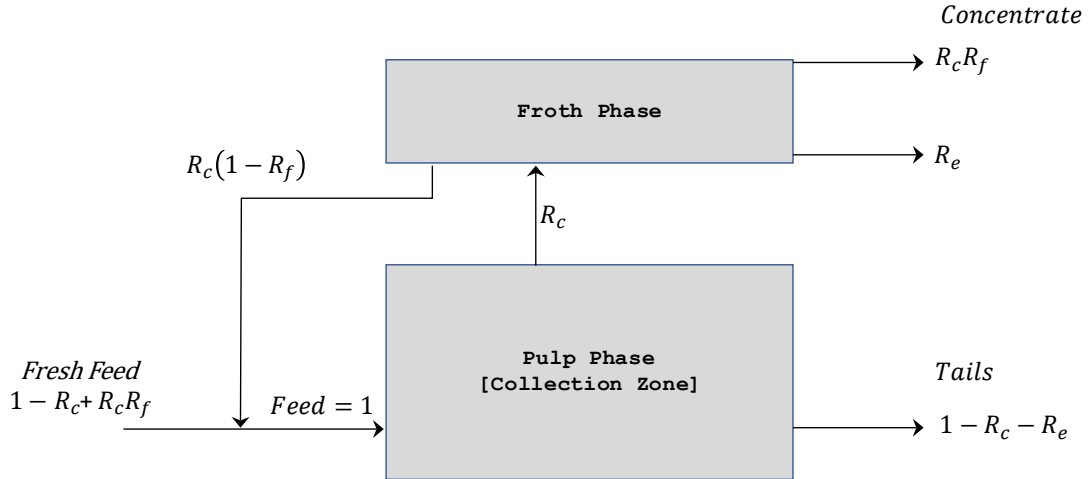 Concentrate
R_cR_f
Froth Phase
R_e
R_c(1 − R_f)
R_c
Pulp Phase
[Collection Zone]
Fresh Feed
1 − R_c+ R_cR_f
Feed = 1
Tails
1 − R_c − R_e